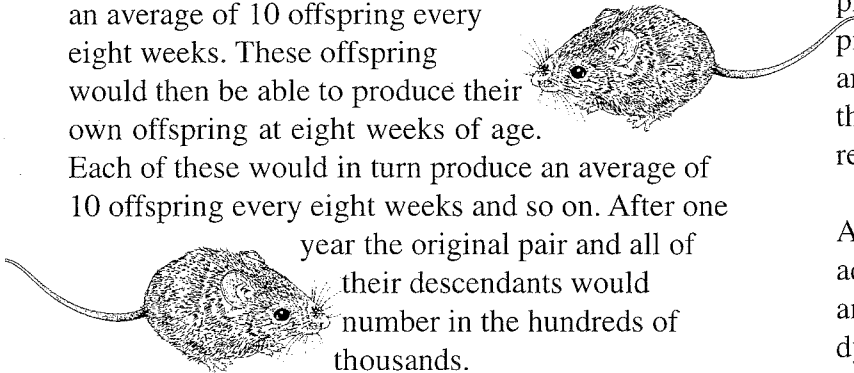 an average of 10 offspring every
eight weeks. These offspring
would then be able to produce their
own offspring at eight weeks of age.
Each of these would in turn produce an average of
10 offspring every eight weeks and so on. After one
year the original pair and all of
their descendants would
number in the hundreds of
thousands.